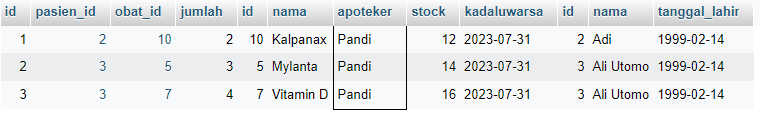 id pasien_id obat_id jumlah id nama apoteker stock kadaluwarsa id nama tanggal_lahir
1 2 10 2 10 Kalpanax Pandi 12 2023-07-31 2 Adi 1999-02-14
2 3 5 3 5 Mylanta Pandi 14 2023-07-31 3 Ali Utomo 1999-02-14
3 3 7 4 7 Vitamin D Pandi 16 2023-07-31 3 Ali Utomo 1999-02-14